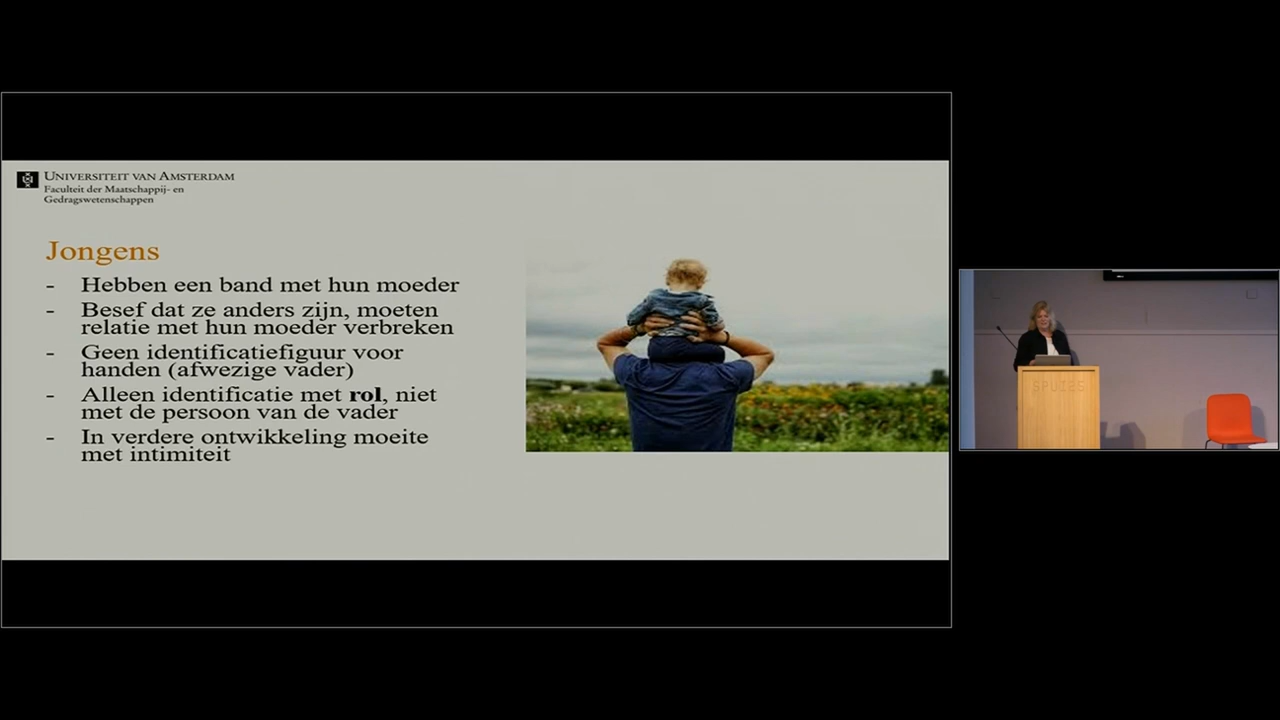 UNIVERSITEIT VAN AMSTERDAM
Faculteit der Maatschappij- en
Gedragswetenschappen
Jongens
- Hebben een band met hun moeder
- Besef dat ze anders zijn, moeten
relatie met hun moeder verbreken
- Geen identificatiefiguur voor
handen (afwezige vader)
- Alleen identificatie met rol, niet
met de persoon van de vader
- In verdere ontwikkeling moeite
met intimiteit
SPUI25